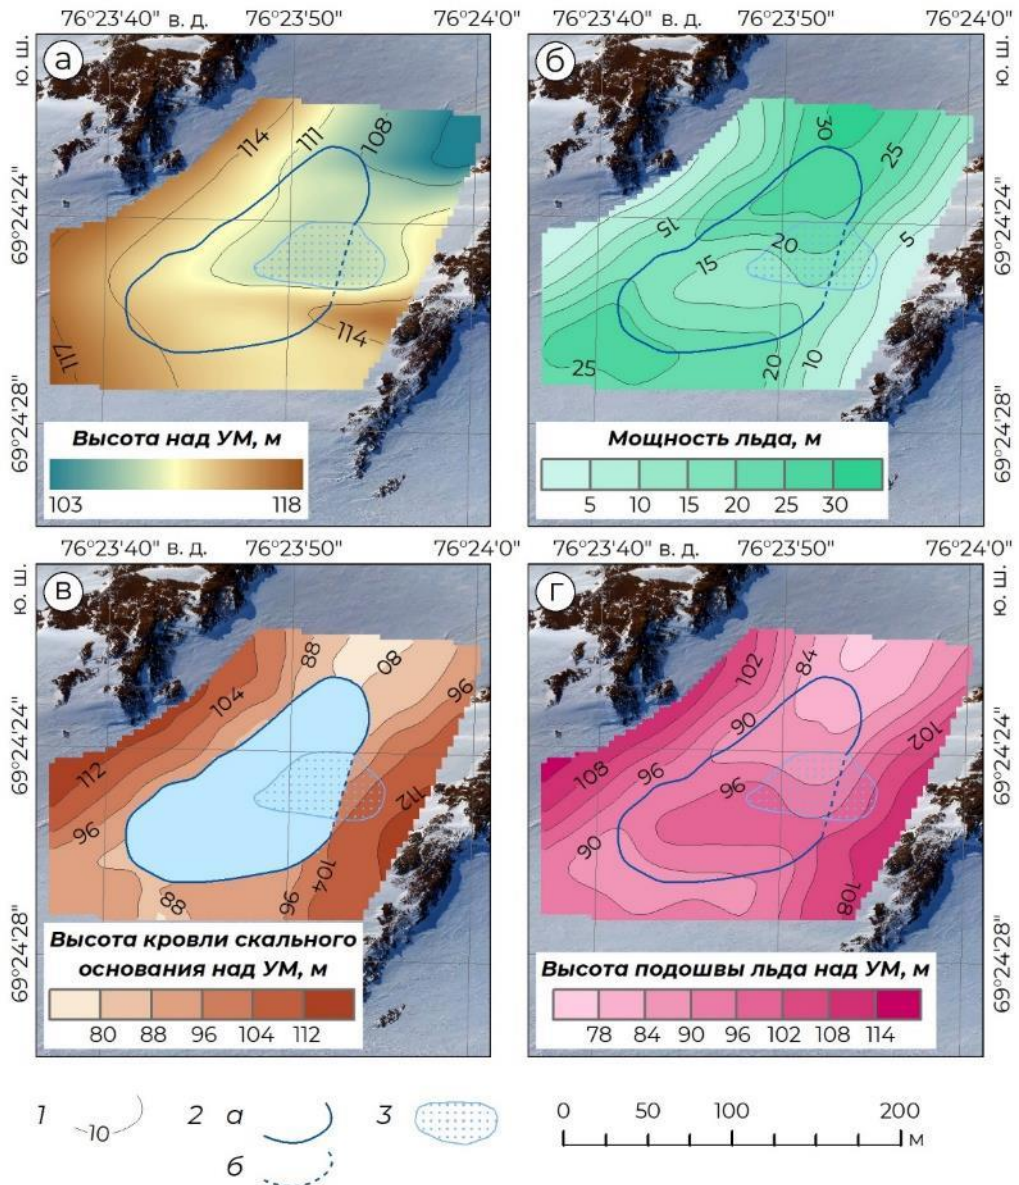 76°23'40" в. д. 76°23'50" 76°24'0"
76°23'40" в. д. 76°23'50" 76°24'0"
ю. ш.
69°24'24"
69°24'28"
а
114
111
108
114
117
Высота над УМ, м
103 118
б
30
25
15
20
15
5
25
20
10
Мощность льда, м
5 10 15 20 25 30
ю. ш.
69°24'24"
69°24'28"
76°23'40" в. д. 76°23'50" 76°24'0"
76°23'40" в. д. 76°23'50" 76°24'0"
ю. ш.
69°24'24"
69°24'28"
в
88
80
104
96
112
112
96
88
96
104
Высота кровли скального
основания над УМ, м
80 88 96 104 112
г
102
84
90
102
108
96
96
90
108
Высота подошвы льда над УМ, м
78 84 90 96 102 108 114
ю. ш.
69°24'24"
69°24'28"
1 10 2 а 3 0 50 100 200
м
б